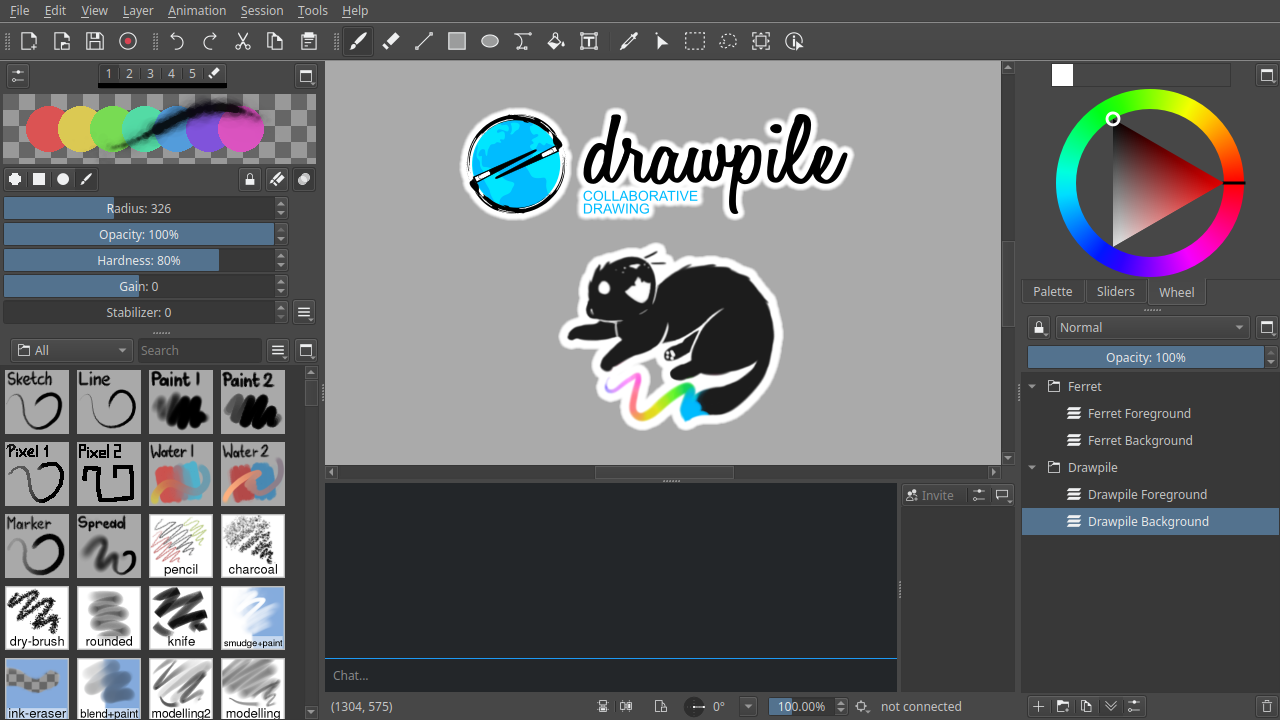 File Edit View Layer Animation Session Tools Help
1 2 3 4 5
Radius: 326
Opacity: 100%
Hardness: 80%
Gain: 0
Stabilizer: 0
All Search
Sketch Line Paint 1 Paint 2
Pixel 1 Pixel 2 Water 1 Water 2
Marker Spread pencil charcoal
dry-brush rounded knife smudge+paint
ink-eraser blend+paint modelling2 modelling
drawpile
COLLABORATIVE
DRAWING
Invite
Chat...
(1304, 575) 0° 100.00% not connected
Palette Sliders Wheel
Normal
Opacity: 100%
Ferret
Ferret Foreground
Ferret Background
Drawpile
Drawpile Foreground
Drawpile Background